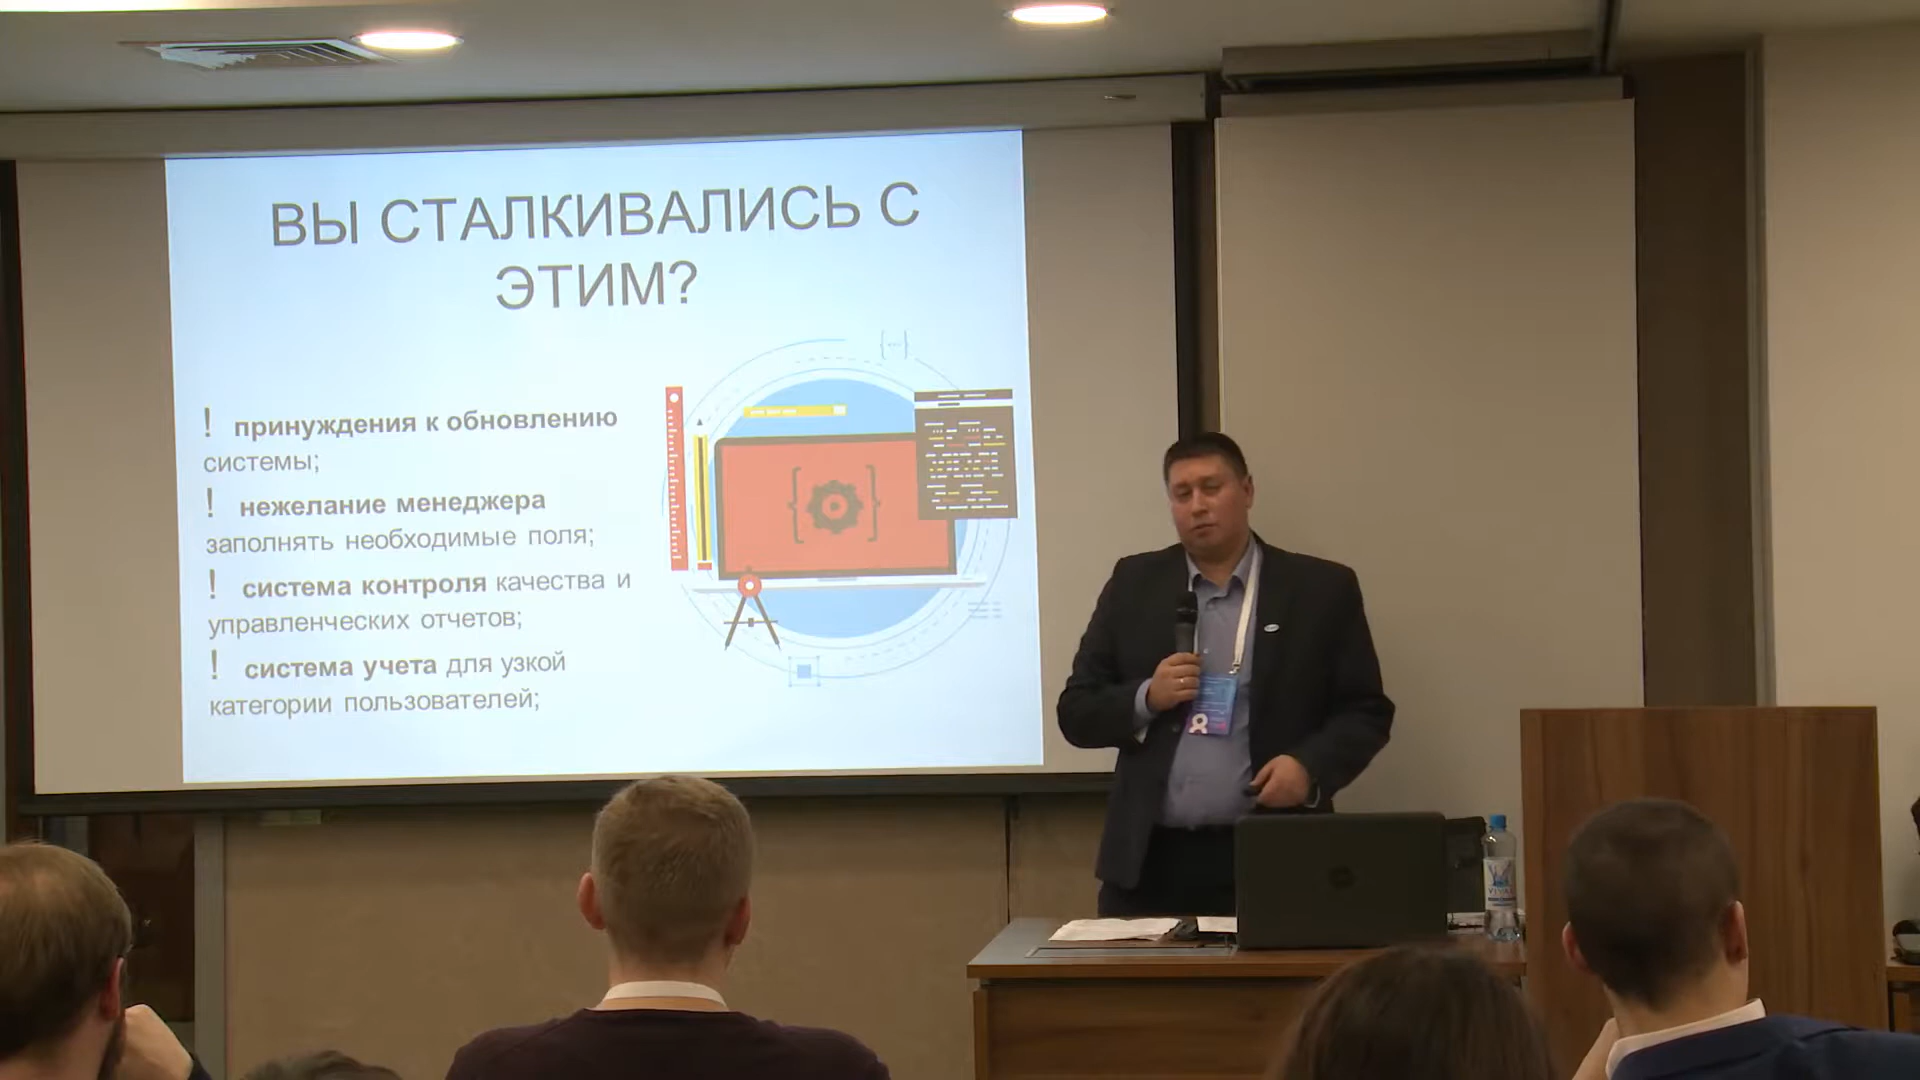 ВЫ СТАЛКИВАЛИСЬ С
ЭТИМ?
! принуждения к обновлению
системы;
! нежелание менеджера
заполнять необходимые поля;
! система контроля качества и
управленческих отчетов;
! система учета для узкой
категории пользователей;